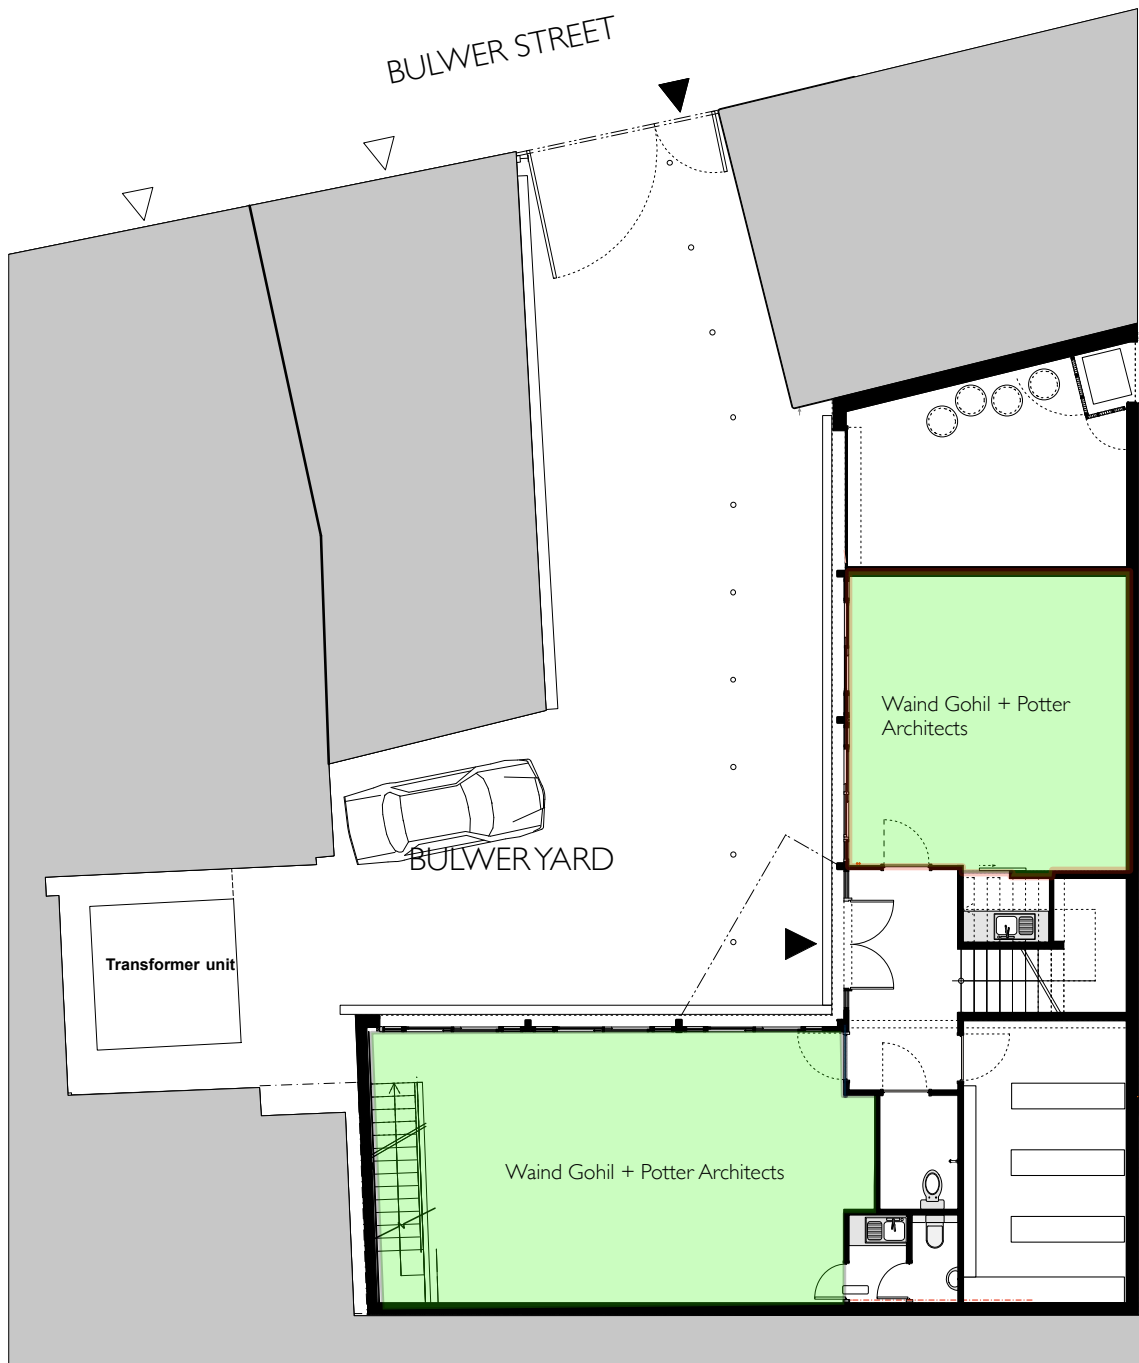 BULWER STREET
Waind Gohil + Potter
Architects
BULWER YARD
Transformer unit
Waind Gohil + Potter Architects